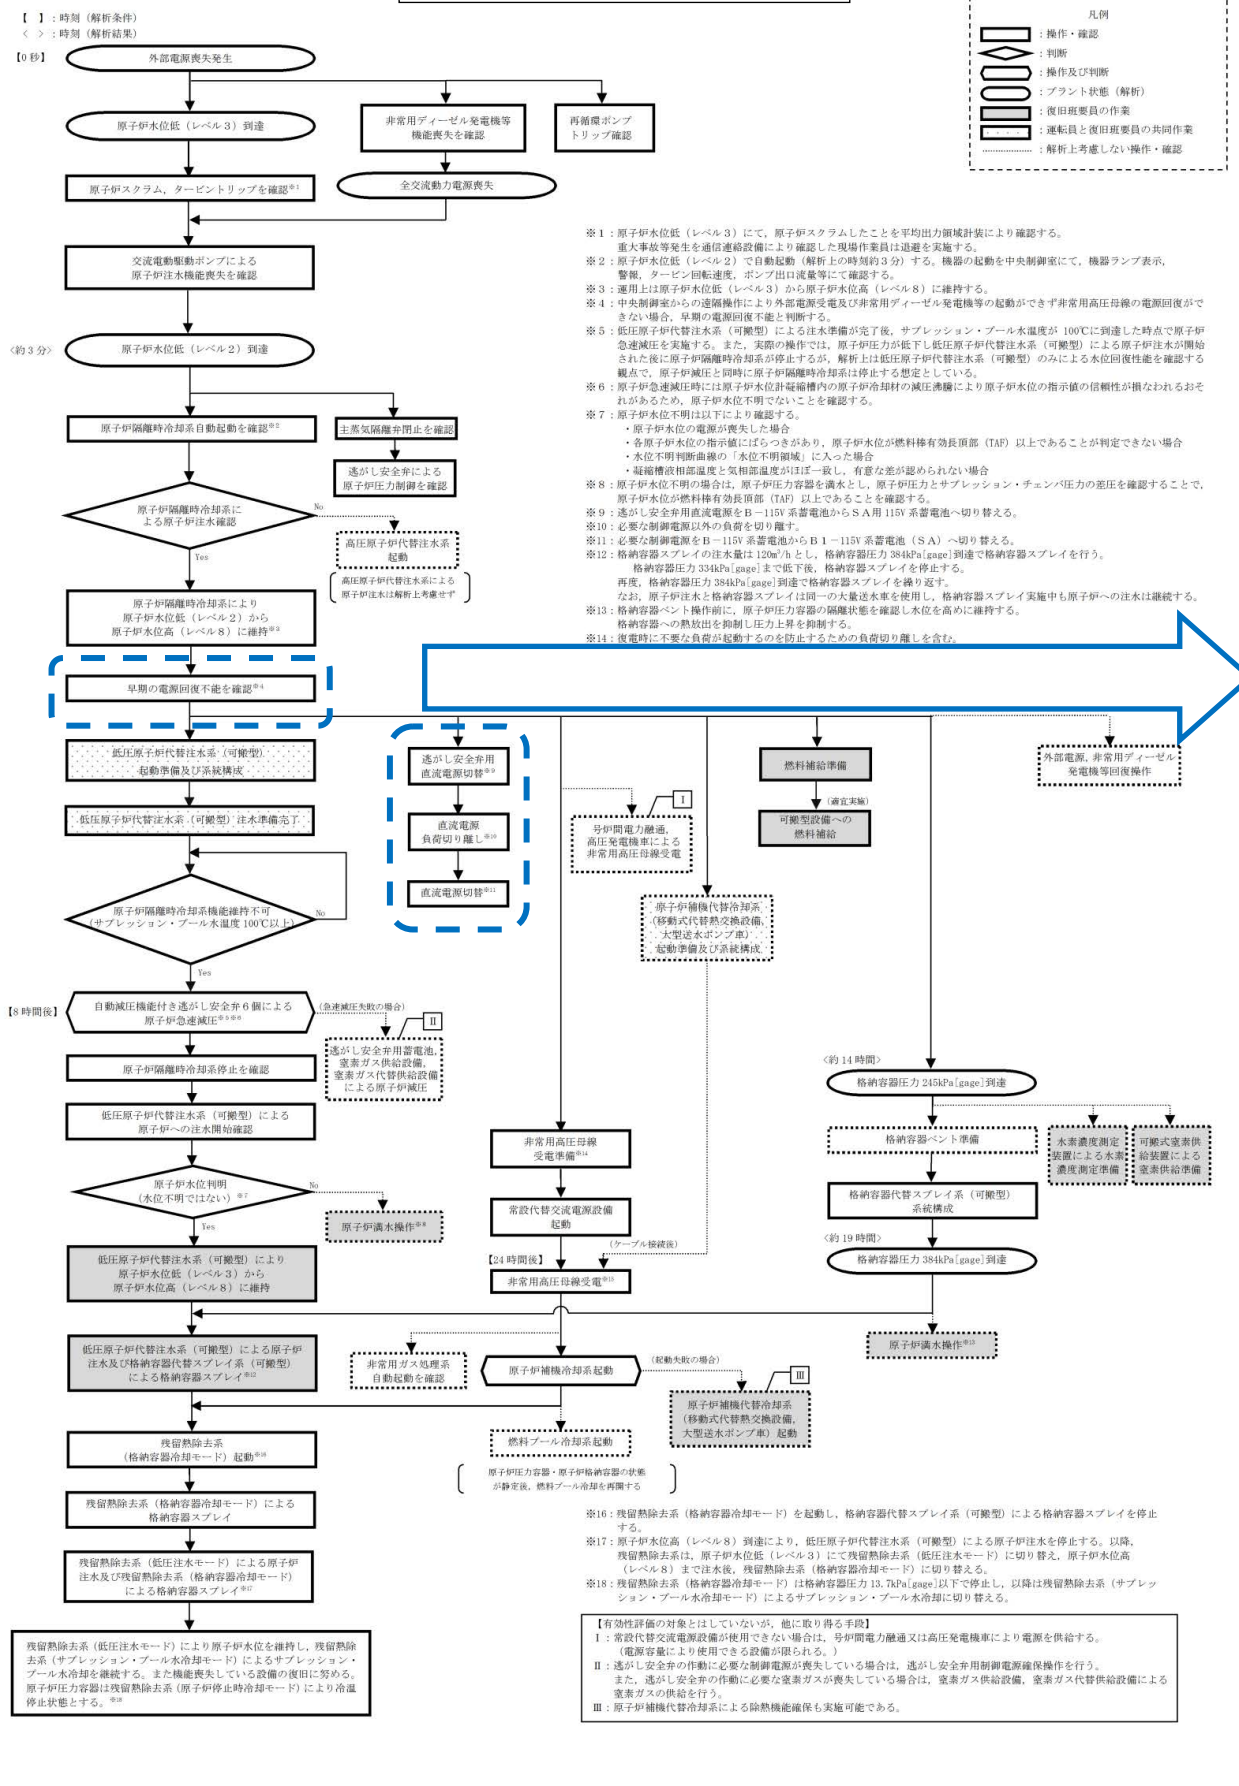 【　】：時刻（解析条件）
＜　＞：時刻（解析結果）
凡例
：操作・確認
：判断
：操作及び判断
：プラント状態（解析）
：復旧班要員の作業
：運転員と復旧班要員の共同作業
：解析上考慮しない操作・確認
【0秒】
外部電源喪失発生
原子炉水位低（レベル３）到達
非常用ディーゼル発電機等
機能喪失を確認
再循環ポンプ
トリップ確認
原子炉スクラム，タービントリップを確認※1
全交流動力電源喪失
交流電動駆動ポンプによる
原子炉注水機能喪失を確認
＜約３分＞
原子炉水位低（レベル２）到達
原子炉隔離時冷却系自動起動を確認※2
主蒸気隔離弁閉止を確認
逃がし安全弁による
原子炉圧力制御を確認
原子炉隔離時冷却系に
よる原子炉注水確認
No
Yes
高圧原子炉代替注水系
起動
高圧原子炉代替注水系による
原子炉注水は解析上考慮せず
原子炉隔離時冷却系により
原子炉水位低（レベル２）から
原子炉水位高（レベル８）に維持※3
早期の電源回復不能を確認※4
※１：原子炉水位低（レベル３）にて，原子炉スクラムしたことを平均出力領域計装により確認する。
重大事故等発生を通信連絡設備により確認した現場作業員は退避を実施する。
※２：原子炉水位低（レベル２）で自動起動（解析上の時刻約３分）する。機器の起動を中央制御室にて，機器ランプ表示，
警報，タービン回転速度，ポンプ出口流量等にて確認する。
※３：運用上は原子炉水位低（レベル３）から原子炉水位高（レベル８）に維持する。
※４：中央制御室からの遠隔操作により外部電源受電及び非常用ディーゼル発電機等の起動ができず非常用高圧母線の電源回復がで
きない場合，早期の電源回復不能と判断する。
※５：低圧原子炉代替注水系（可搬型）による注水準備が完了後，サプレッション・プール水温度が 100℃に到達した時点で原子炉
急速減圧を実施する。また，実際の操作では，原子炉圧力が低下し低圧原子炉代替注水系（可搬型）による原子炉注水が開始
された後に原子炉隔離時冷却系が停止するが，解析上は低圧原子炉代替注水系（可搬型）のみによる水位回復性能を確認する
観点で，原子炉減圧と同時に原子炉隔離時冷却系は停止する想定としている。
※６：原子炉急速減圧時には原子炉水位計凝縮槽内の原子炉冷却材の減圧沸騰により原子炉水位の指示値の信頼性が損なわれるおそ
れがあるため，原子炉水位不明でないことを確認する。
※７：原子炉水位不明は以下により確認する。
・原子炉水位の電源が喪失した場合
・各原子炉水位の指示値にばらつきがあり，原子炉水位が燃料棒有効長頂部（TAF）以上であることが判定できない場合
・水位不明判断曲線の「水位不明領域」に入った場合
・凝縮槽液相部温度と気相部温度がほぼ一致し，有意な差が認められない場合
※８：原子炉水位不明の場合は，原子炉圧力容器を満水とし，原子炉圧力とサプレッション・チェンバ圧力の差圧を確認することで，
原子炉水位が燃料棒有効長頂部（TAF）以上であることを確認する。
※９：逃がし安全弁用直流電源をＢ－115V 系蓄電池からＳＡ用 115V 系蓄電池へ切り替える。
※10：必要な制御電源以外の負荷を切り離す。
※11：必要な制御電源をＢ－115V 系蓄電池からＢ１－115V 系蓄電池（ＳＡ）へ切り替える。
※12：格納容器スプレイの注水量は 120m³/h とし，格納容器圧力 384kPa[gage]到達で格納容器スプレイを行う。
格納容器圧力 334kPa[gage]まで低下後，格納容器スプレイを停止する。
再度，格納容器圧力 384kPa[gage]到達で格納容器スプレイを繰り返す。
なお，原子炉注水と格納容器スプレイは同一の大量送水車を使用し，格納容器スプレイ実施中も原子炉への注水は継続する。
※13：格納容器ベント操作前に，原子炉圧力容器の隔離状態を確認し水位を高めに維持する。
格納容器への熱放出を抑制し圧力上昇を抑制する。
※14：復電時に不要な負荷が起動するのを防止するための負荷切り離しを含む。
低圧原子炉代替注水系（可搬型）
起動準備及び系統構成
逃がし安全弁用
直流電源切替※9
燃料補給準備
外部電源，非常用ディーゼル
発電機等回復操作
低圧原子炉代替注水系（可搬型）注水準備完了
直流電源
負荷切り離し※10
直流電源切替※11
Ⅰ
号炉間電力融通，
高圧発電機車による
非常用高圧母線受電
（適宜実施）
可搬型設備への
燃料補給
原子炉隔離時冷却系機能維持不可
（サプレッション・プール水温度 100℃以上）
No
Yes
原子炉補機代替冷却系
（移動式代替熱交換設備，
大型送水ポンプ車）
起動準備及び系統構成
【8 時間後】
自動減圧機能付き逃がし安全弁６個による
原子炉急速減圧※5※6
（急速減圧失敗の場合）
Ⅱ
逃がし安全弁用蓄電池，
窒素ガス供給設備，
窒素ガス代替供給設備
による原子炉減圧
原子炉隔離時冷却系停止を確認
低圧原子炉代替注水系（可搬型）による
原子炉への注水開始確認
＜約 14 時間＞
格納容器圧力 245kPa[gage]到達
格納容器ベント準備
水素濃度測定
装置による水素
濃度測定準備
可搬式窒素供
給装置による
窒素供給準備
非常用高圧母線
受電準備※14
格納容器代替スプレイ系（可搬型）
系統構成
原子炉水位判明
（水位不明ではない）※7
No
Yes
原子炉満水操作※8
常設代替交流電源設備
起動
（ケーブル接続後）
＜約 19 時間＞
格納容器圧力 384kPa[gage]到達
【24 時間後】
非常用高圧母線受電※15
低圧原子炉代替注水系（可搬型）により
原子炉水位低（レベル３）から
原子炉水位高（レベル８）に維持
原子炉満水操作※13
低圧原子炉代替注水系（可搬型）による原子炉
注水及び格納容器代替スプレイ系（可搬型）
による格納容器スプレイ※12
非常用ガス処理系
自動起動を確認
原子炉補機冷却系起動
（起動失敗の場合）
Ⅲ
原子炉補機代替冷却系
（移動式代替熱交換設備，
大型送水ポンプ車）起動
残留熱除去系
（格納容器冷却モード）起動※16
燃料プール冷却系起動
原子炉圧力容器・原子炉格納容器の状態
が静定後，燃料プール冷却を再開する
残留熱除去系（格納容器冷却モード）による
格納容器スプレイ
残留熱除去系（低圧注水モード）による原子炉
注水及び残留熱除去系（格納容器冷却モード）
による格納容器スプレイ※17
残留熱除去系（低圧注水モード）により原子炉水位を維持し，残留熱除
去系（サプレッション・プール水冷却モード）によるサプレッション・
プール水冷却を継続する。また機能喪失している設備の復旧に努める。
原子炉圧力容器は残留熱除去系（原子炉停止時冷却モード）により冷温
停止状態とする。※18
※16：残留熱除去系（格納容器冷却モード）を起動し，格納容器代替スプレイ系（可搬型）による格納容器スプレイを停止
する。
※17：原子炉水位高（レベル８）到達により，低圧原子炉代替注水系（可搬型）による原子炉注水を停止する。以降，
残留熱除去系は，原子炉水位低（レベル３）にて残留熱除去系（低圧注水モード）に切り替え，原子炉水位高
（レベル８）まで注水後，残留熱除去系（格納容器冷却モード）に切り替える。
※18：残留熱除去系（格納容器冷却モード）は格納容器圧力 13.7kPa[gage]以下で停止し，以降は残留熱除去系（サプレッ
ション・プール水冷却モード）によるサプレッション・プール水冷却に切り替える。
【有効性評価の対象とはしていないが，他に取り得る手段】
Ⅰ：常設代替交流電源設備が使用できない場合は，号炉間電力融通又は高圧発電機車により電源を供給する。
（電源容量により使用できる設備が限られる。）
Ⅱ：逃がし安全弁の作動に必要な制御電源が喪失している場合は，逃がし安全弁用制御電源確保操作を行う。
また，逃がし安全弁の作動に必要な窒素ガスが喪失している場合は，窒素ガス供給設備，窒素ガス代替供給設備による
窒素ガスの供給を行う。
Ⅲ：原子炉補機代替冷却系による除熱機能確保も実施可能である。